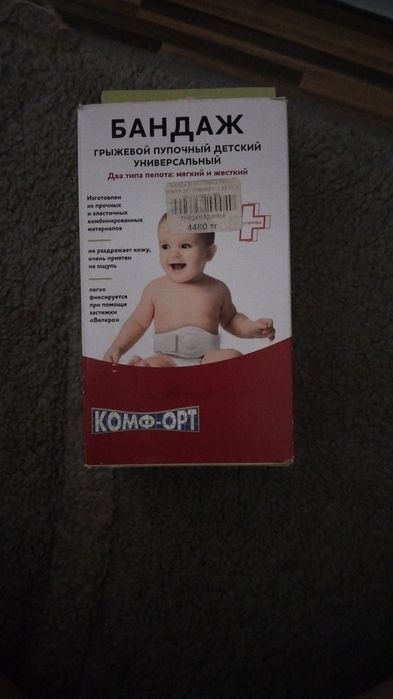 БАНДАЖ
ГРЫЖЕВОЙ ПУПОЧНЫЙ ДЕТСКИЙ
УНИВЕРСАЛЬНЫЙ
Два типа пелота: мягкий и жесткий
Изготовлен
из прочных
и эластичных
комбинированных
материалов
не раздражает кожу,
очень приятен
на ощупь
легко
фиксируется
при помощи
застежки
«Велкро»
4480 тг
КОМФ-ОРТ